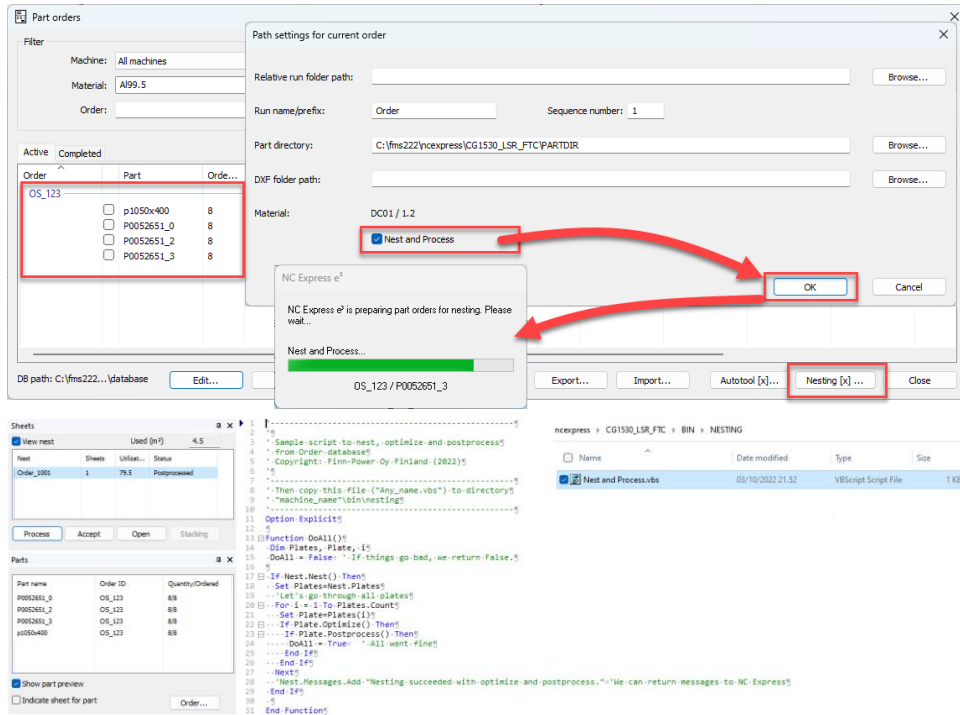 Part orders
Filter
Machine: All machines
Material: Al99.5
Order:
Active Completed
Order Part Orde...
OS_123
p1050x400 8
P0052651_0 8
P0052651_2 8
P0052651_3 8
DB path: C:\fms222...\database Edit... Export... Import... Autotool [x]... Nesting [x] ... Close
Path settings for current order
Relative run folder path: Browse...
Run name/prefix: Order Sequence number: 1
Part directory: C:\fms222\ncexpress\CG1530_LSR_FTC\PARTDIR Browse...
DXF folder path: Browse...
Material: DC01 / 1.2
Nest and Process
OK Cancel
NC Express e³
NC Express e³ is preparing part orders for nesting. Please
wait...
Nest and Process...
OS_123 / P0052651_3
Sheets
View nest Used (m²) 4.5
Nest Sheets Utilizat... Status
Order_1001 1 79.5 Postprocessed
Process Accept Open Stacking
Parts
Part name Order ID Quantity/Ordered
P0052651_0 OS_123 8/8
P0052651_2 OS_123 8/8
P0052651_3 OS_123 8/8
p1050x400 OS_123 8/8
Show part preview
Indicate sheet for part Order...
1 '------------------------------------------------¶
2 '¶
3 '·Sample·script·to·nest,·optimize·and·postprocess¶
4 '·from·Order·database¶
5 '·Copyright:·Finn-Power·Oy·Finland·(2022)¶
6 '¶
7 '------------------------------------------------¶
8 '·Then·copy·this·file·("Any_name.vbs")·to·directory¶
9 '·"machine_name"\bin\nesting¶
10 '------------------------------------------------¶
11 Option·Explicit¶
12 ¶
13 Function·DoAll()¶
14 ·Dim·Plates,·Plate,·i¶
15 ·DoAll·=·False· '·If·things·go·bad,·we·return·False.¶
16 ¶
17 ·If·Nest.Nest()·Then¶
18 ··Set·Plates=Nest.Plates¶
19 ··'Let's·go·through·all·plates¶
20 ··For·i·=·1·To·Plates.Count¶
21 ···Set·Plate=Plates(i)¶
22 ····If·Plate.Optimize()·Then¶
23 ····If·Plate.Postprocess()·Then¶
24 ·····DoAll·=·True· '·All·went·fine¶
25 ····End·If¶
26 ···End·If¶
27 ··Next¶
28 ··'Nest.Messages.Add·"Nesting·succeeded·with·optimize·and·postprocess."·'We·can·return·messages·to·NC·Express¶
29 ·End·If¶
30 ·¶
31 End·Function¶
ncexpress > CG1530_LSR_FTC > BIN > NESTING
Name Date modified Type Size
Nest and Process.vbs 03/10/2022 21.52 VBScript Script File 1 KB